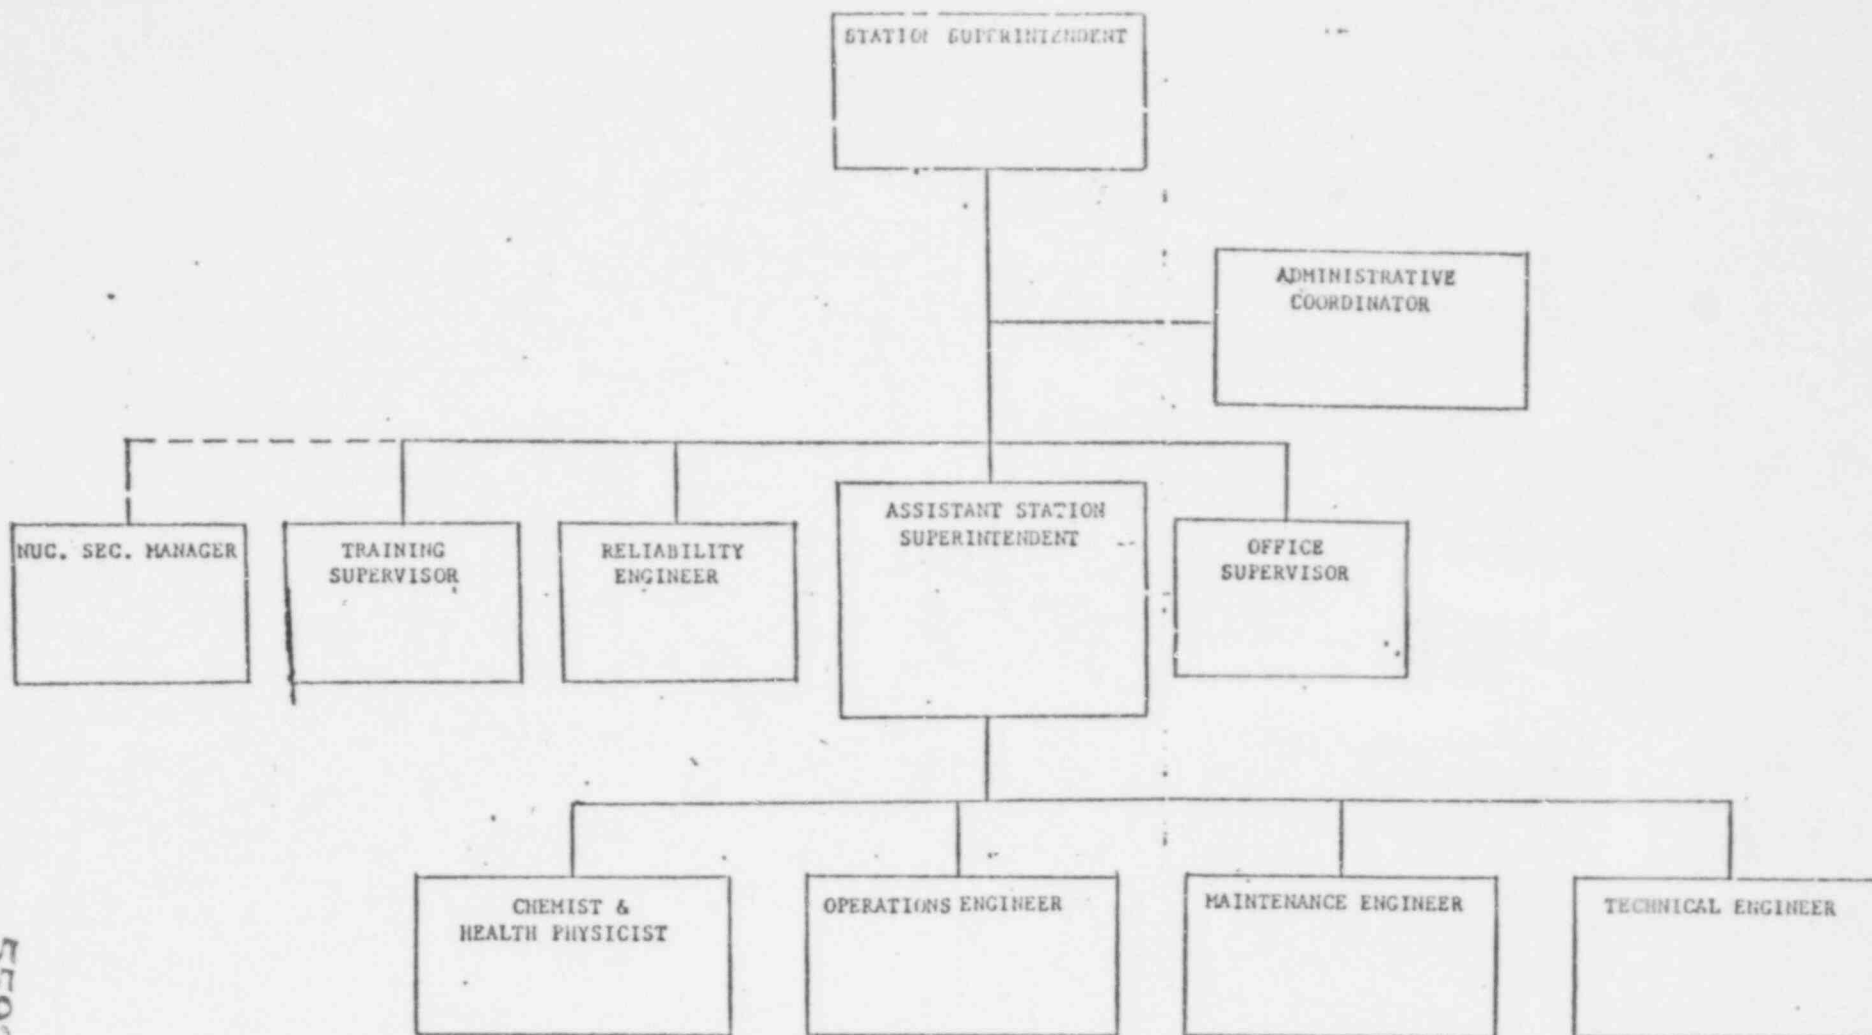 STATION SUPERINTENDENT
ADMINISTRATIVE
COORDINATOR
NUC. SEC. MANAGER
TRAINING
SUPERVISOR
RELIABILITY
ENGINEER
ASSISTANT STATION
SUPERINTENDENT
OFFICE
SUPERVISOR
CHEMIST &
HEALTH PHYSICIST
OPERATIONS ENGINEER
MAINTENANCE ENGINEER
TECHNICAL ENGINEER